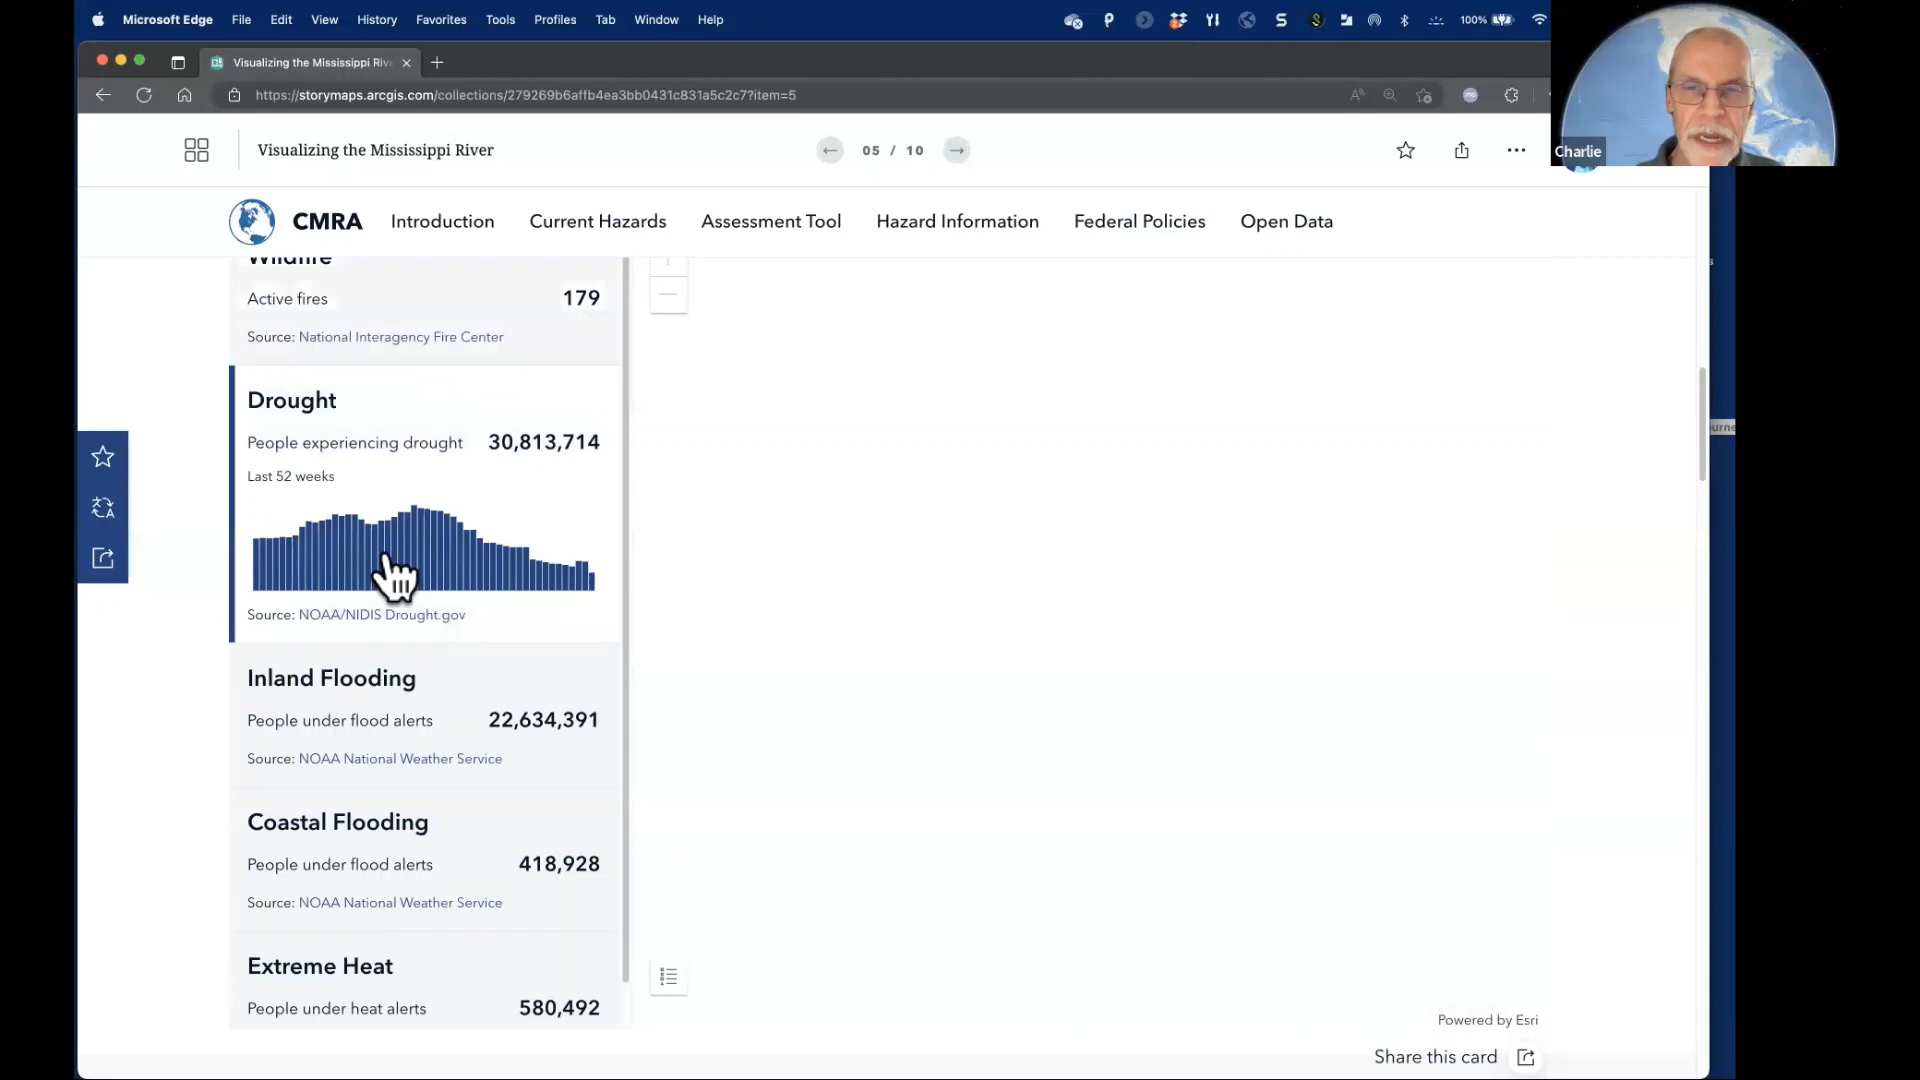 Microsoft Edge File Edit View History Favorites Tools Profiles Tab Window Help 100%
Visualizing the Mississippi Riv
https://storymaps.arcgis.com/collections/279269b6affb4ea3bb0431c831a5c2c7?item=5
Charlie
Visualizing the Mississippi River
05 / 10
CMRA Introduction Current Hazards Assessment Tool Hazard Information Federal Policies Open Data
Wildfire
Active fires 179
Source: National Interagency Fire Center
Drought
People experiencing drought 30,813,714
Last 52 weeks
Source: NOAA/NIDIS Drought.gov
Inland Flooding
People under flood alerts 22,634,391
Source: NOAA National Weather Service
Coastal Flooding
People under flood alerts 418,928
Source: NOAA National Weather Service
Extreme Heat
People under heat alerts 580,492
Powered by Esri
Share this card